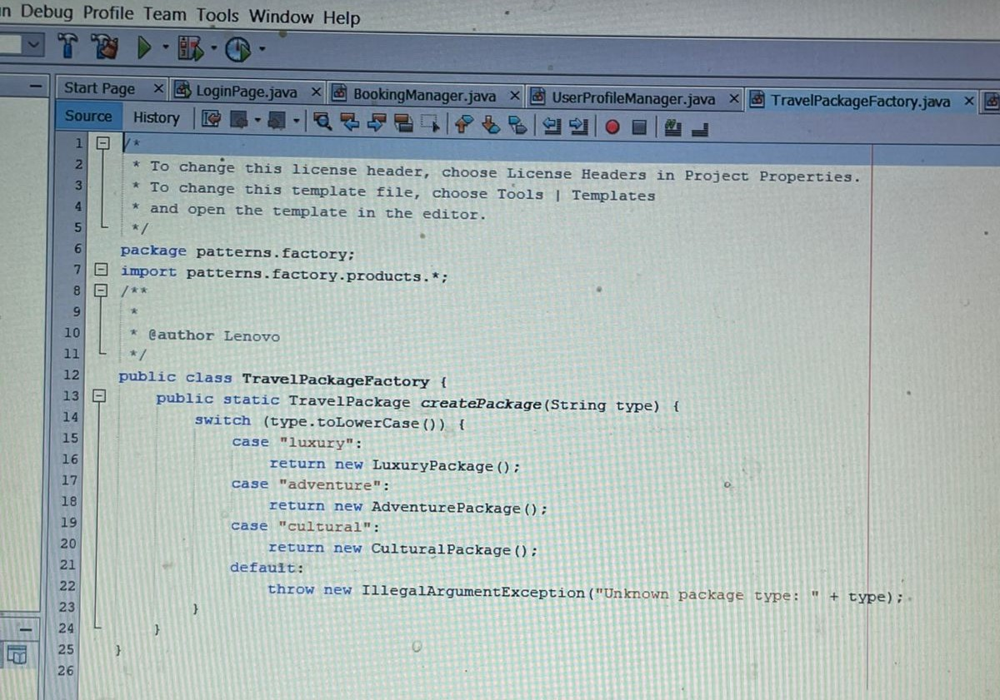 Debug Profile Team Tools Window Help
Start Page LoginPage.java BookingManager.java UserProfileManager.java TravelPackageFactory.java
Source History
1 /*
2 * To change this license header, choose License Headers in Project Properties.
3 * To change this template file, choose Tools | Templates
4 * and open the template in the editor.
5 */
6 package patterns.factory;
7 import patterns.factory.products.*;
8 /**
9 *
10 * @author Lenovo
11 */
12 public class TravelPackageFactory {
13 public static TravelPackage createPackage(String type) {
14 switch (type.toLowerCase()) {
15 case "luxury":
16 return new LuxuryPackage();
17 case "adventure":
18 return new AdventurePackage();
19 case "cultural":
20 return new CulturalPackage();
21 default:
22 throw new IllegalArgumentException("Unknown package type: " + type);
23 }
24 }
25 }
26